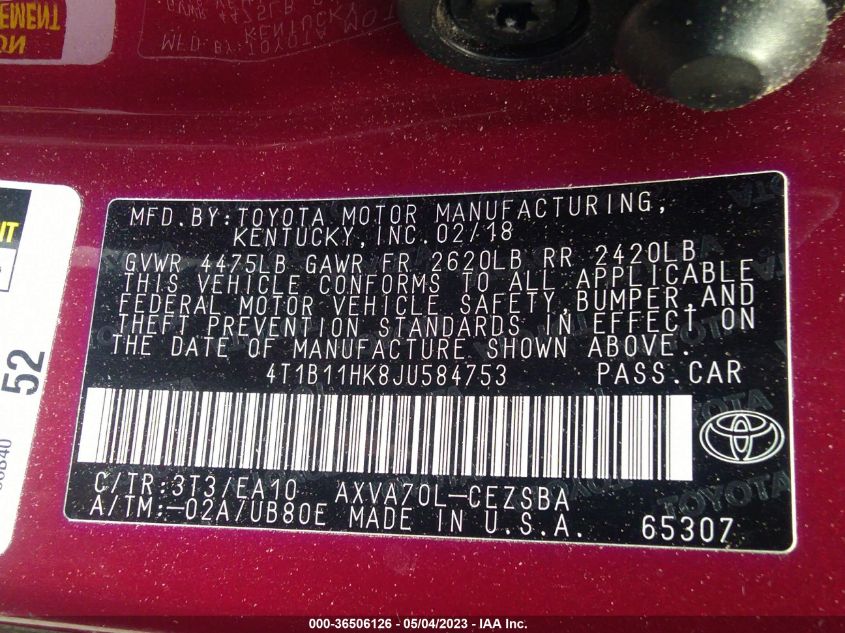 MFD.BY:TOYOTA MOTOR MANUFACTURING,
KENTUCKY,INC.02/18
GVWR 4475LB GAWR FR 2620LB RR 2420LB
THIS VEHICLE CONFORMS TO ALL APPLICABLE
FEDERAL MOTOR VEHICLE SAFETY,BUMPER,AND
THEFT PREVENTION STANDARDS IN EFFECT ON
THE DATE OF MANUFACTURE SHOWN ABOVE.
4T1B11HK8JU584753 PASS.CAR
C/TR:3T3/EA10 AXVA70L-CEZSBA
A/TM:-02A/UB80E MADE IN U.S.A. 65307
52
000-36506126 - 05/04/2023 - IAA Inc.